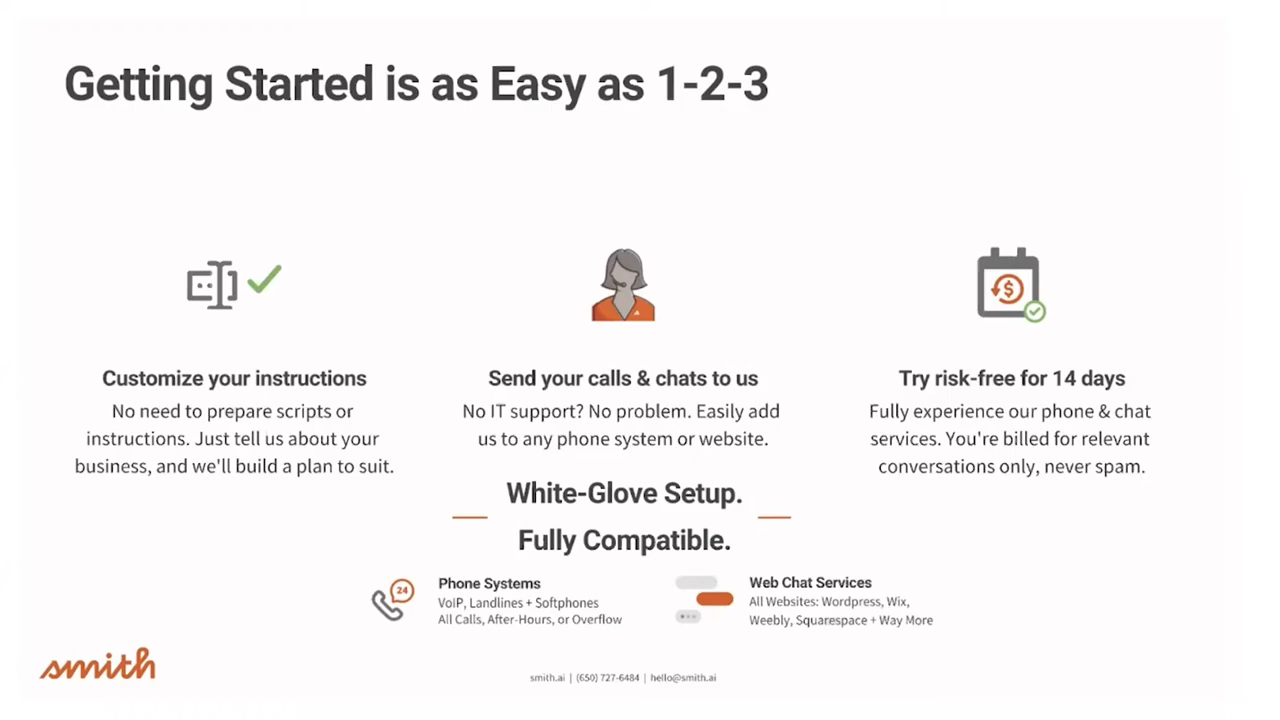 Getting Started is as Easy as 1-2-3
Customize your instructions
No need to prepare scripts or
instructions. Just tell us about your
business, and we'll build a plan to suit.
Send your calls & chats to us
No IT support? No problem. Easily add
us to any phone system or website.
Try risk-free for 14 days
Fully experience our phone & chat
services. You're billed for relevant
conversations only, never spam.
White-Glove Setup.
Fully Compatible.
24
Phone Systems
VoIP, Landlines + Softphones
All Calls, After-Hours, or Overflow
Web Chat Services
All Websites: Wordpress, Wix,
Weebly, Squarespace + Way More
smith
smith.ai | (650) 727-6484 | hello@smith.ai